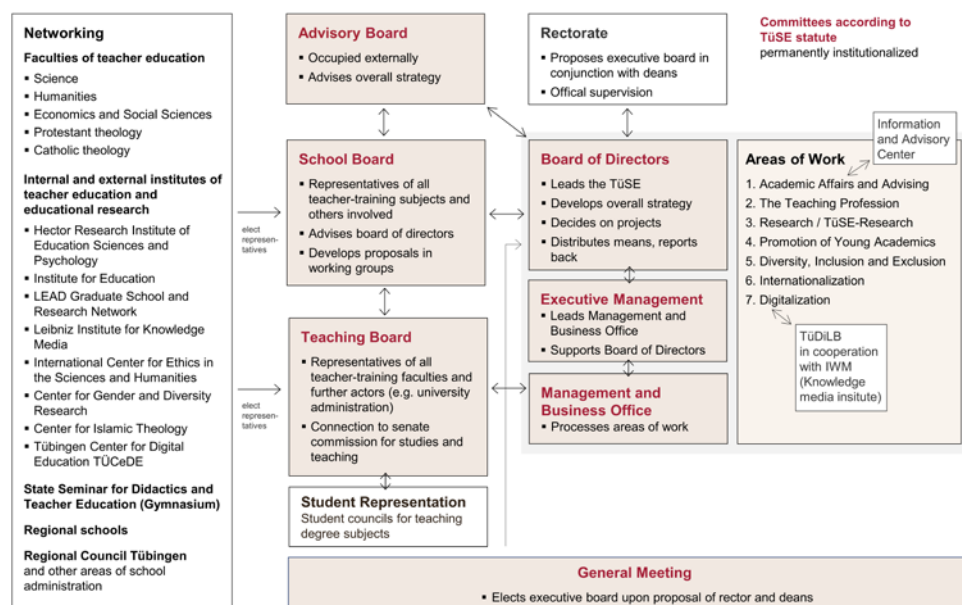 Networking
Faculties of teacher education
▪ Science
▪ Humanities
▪ Economics and Social Sciences
▪ Protestant theology
▪ Catholic theology
Internal and external institutes of
teacher education and
educational research
▪ Hector Research Institute of
Education Sciences and
Psychology
▪ Institute for Education
▪ LEAD Graduate School and
Research Network
▪ Leibniz Institute for Knowledge
Media
▪ International Center for Ethics in
the Sciences and Humanities
▪ Center for Gender and Diversity
Research
▪ Center for Islamic Theology
▪ Tübingen Center for Digital
Education TÜCeDE
State Seminar for Didactics and
Teacher Education (Gymnasium)
Regional schools
Regional Council Tübingen
and other areas of school
administration
elect
represen-
tatives
elect
represen-
tatives
Advisory Board
▪ Occupied externally
▪ Advises overall strategy
School Board
▪ Representatives of all
teacher-training subjects and
others involved
▪ Advises board of directors
▪ Develops proposals in
working groups
Teaching Board
▪ Representatives of all
teacher-training faculties and
further actors (e.g. university
administration)
▪ Connection to senate
commission for studies and
teaching
Student Representation
Student councils for teaching
degree subjects
Rectorate
▪ Proposes executive board in
conjunction with deans
▪ Offical supervision
Board of Directors
▪ Leads the TüSE
▪ Develops overall strategy
▪ Decides on projects
▪ Distributes means, reports
back
Executive Management
▪ Leads Management and
Business Office
▪ Supports Board of Directors
Management and
Business Office
▪ Processes areas of work
Committees according to
TüSE statute
permanently institutionalized
Information
and Advisory
Center
Areas of Work
1. Academic Affairs and Advising
2. The Teaching Profession
3. Research / TüSE-Research
4. Promotion of Young Academics
5. Diversity, Inclusion and Exclusion
6. Internationalization
7. Digitalization
TüDiLB
in cooperation
with IWM
(Knowledge
media insitute)
General Meeting
▪ Elects executive board upon proposal of rector and deans